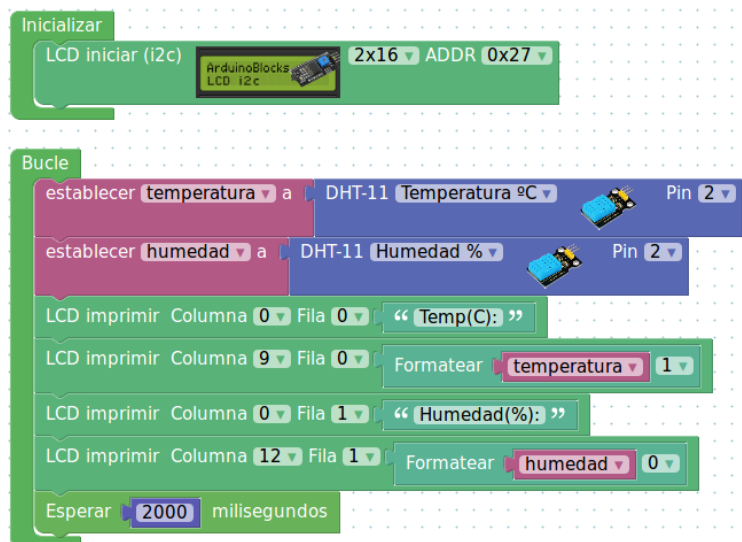 Inicializar
LCD iniciar (i2c) ArduinoBlocks LCD i2c 2x16 ADDR 0x27
Bucle
establecer temperatura a DHT-11 Temperatura ºC Pin 2
establecer humedad a DHT-11 Humedad % Pin 2
LCD imprimir Columna 0 Fila 0 “ Temp(C): ”
LCD imprimir Columna 9 Fila 0 Formatear temperatura 1
LCD imprimir Columna 0 Fila 1 “ Humedad(%): ”
LCD imprimir Columna 12 Fila 1 Formatear humedad 0
Esperar 2000 milisegundos